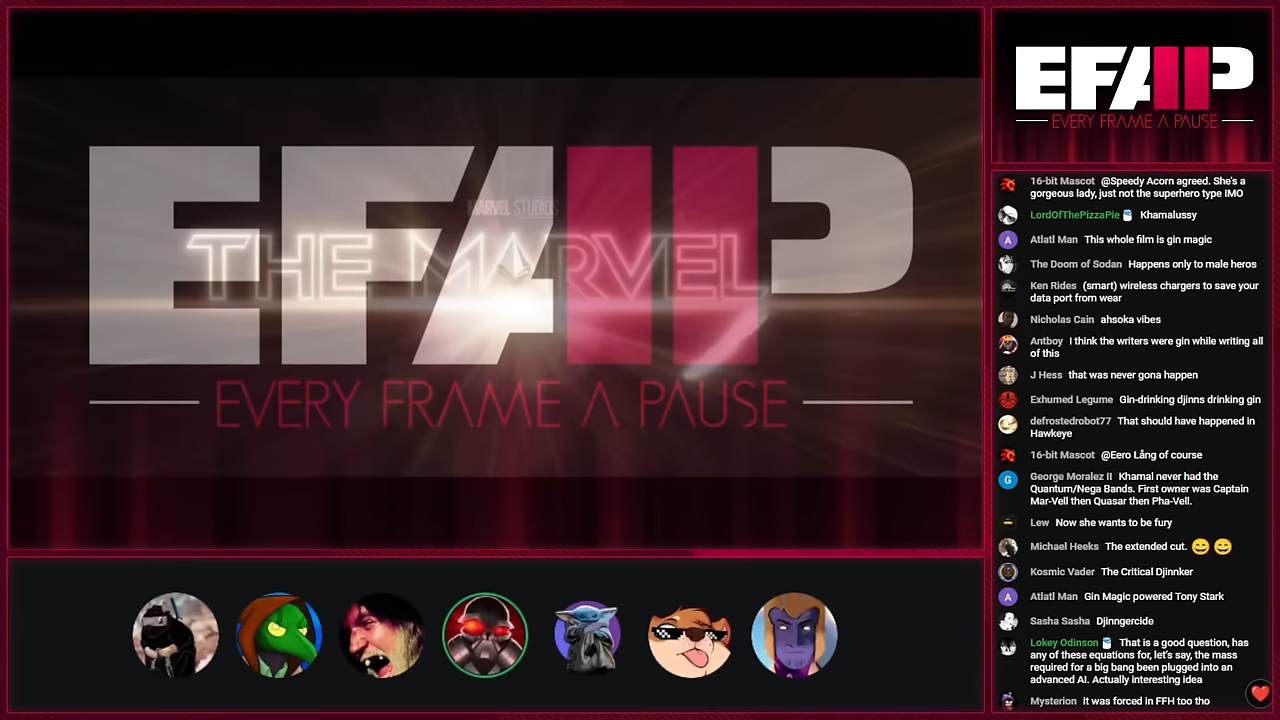 EFAP
MARVEL STUDIOS
THE MARVEL
EVERY FRAME A PAUSE
EFAP
EVERY FRAME A PAUSE
16-bit Mascot @Speedy Acorn agreed. She's a
gorgeous lady, just not the superhero type IMO
LordOfThePizzaPie Khamalussy
A Atlatl Man This whole film is gin magic
The Doom of Sodan Happens only to male heros
Ken Rides (smart) wireless chargers to save your
data port from wear
Nicholas Cain ahsoka vibes
Antboy I think the writers were gin while writing all
of this
J Hess that was never gona happen
Exhumed Legume Gin-drinking djinns drinking gin
defrostedrobot77 That should have happened in
Hawkeye
16-bit Mascot @Eero Lång of course
G George Moralez II Khamal never had the
Quantum/Nega Bands. First owner was Captain
Mar-Vell then Quasar then Pha-Vell.
Lew Now she wants to be fury
Michael Heeks The extended cut. 😄 😄
Kosmic Vader The Critical Djinnker
A Atlatl Man Gin Magic powered Tony Stark
Sasha Sasha Djinngercide
Lokey Odinson That is a good question, has
any of these equations for, let's say, the mass
required for a big bang been plugged into an
advanced AI. Actually interesting idea
Mysterion it was forced in FFH too tho